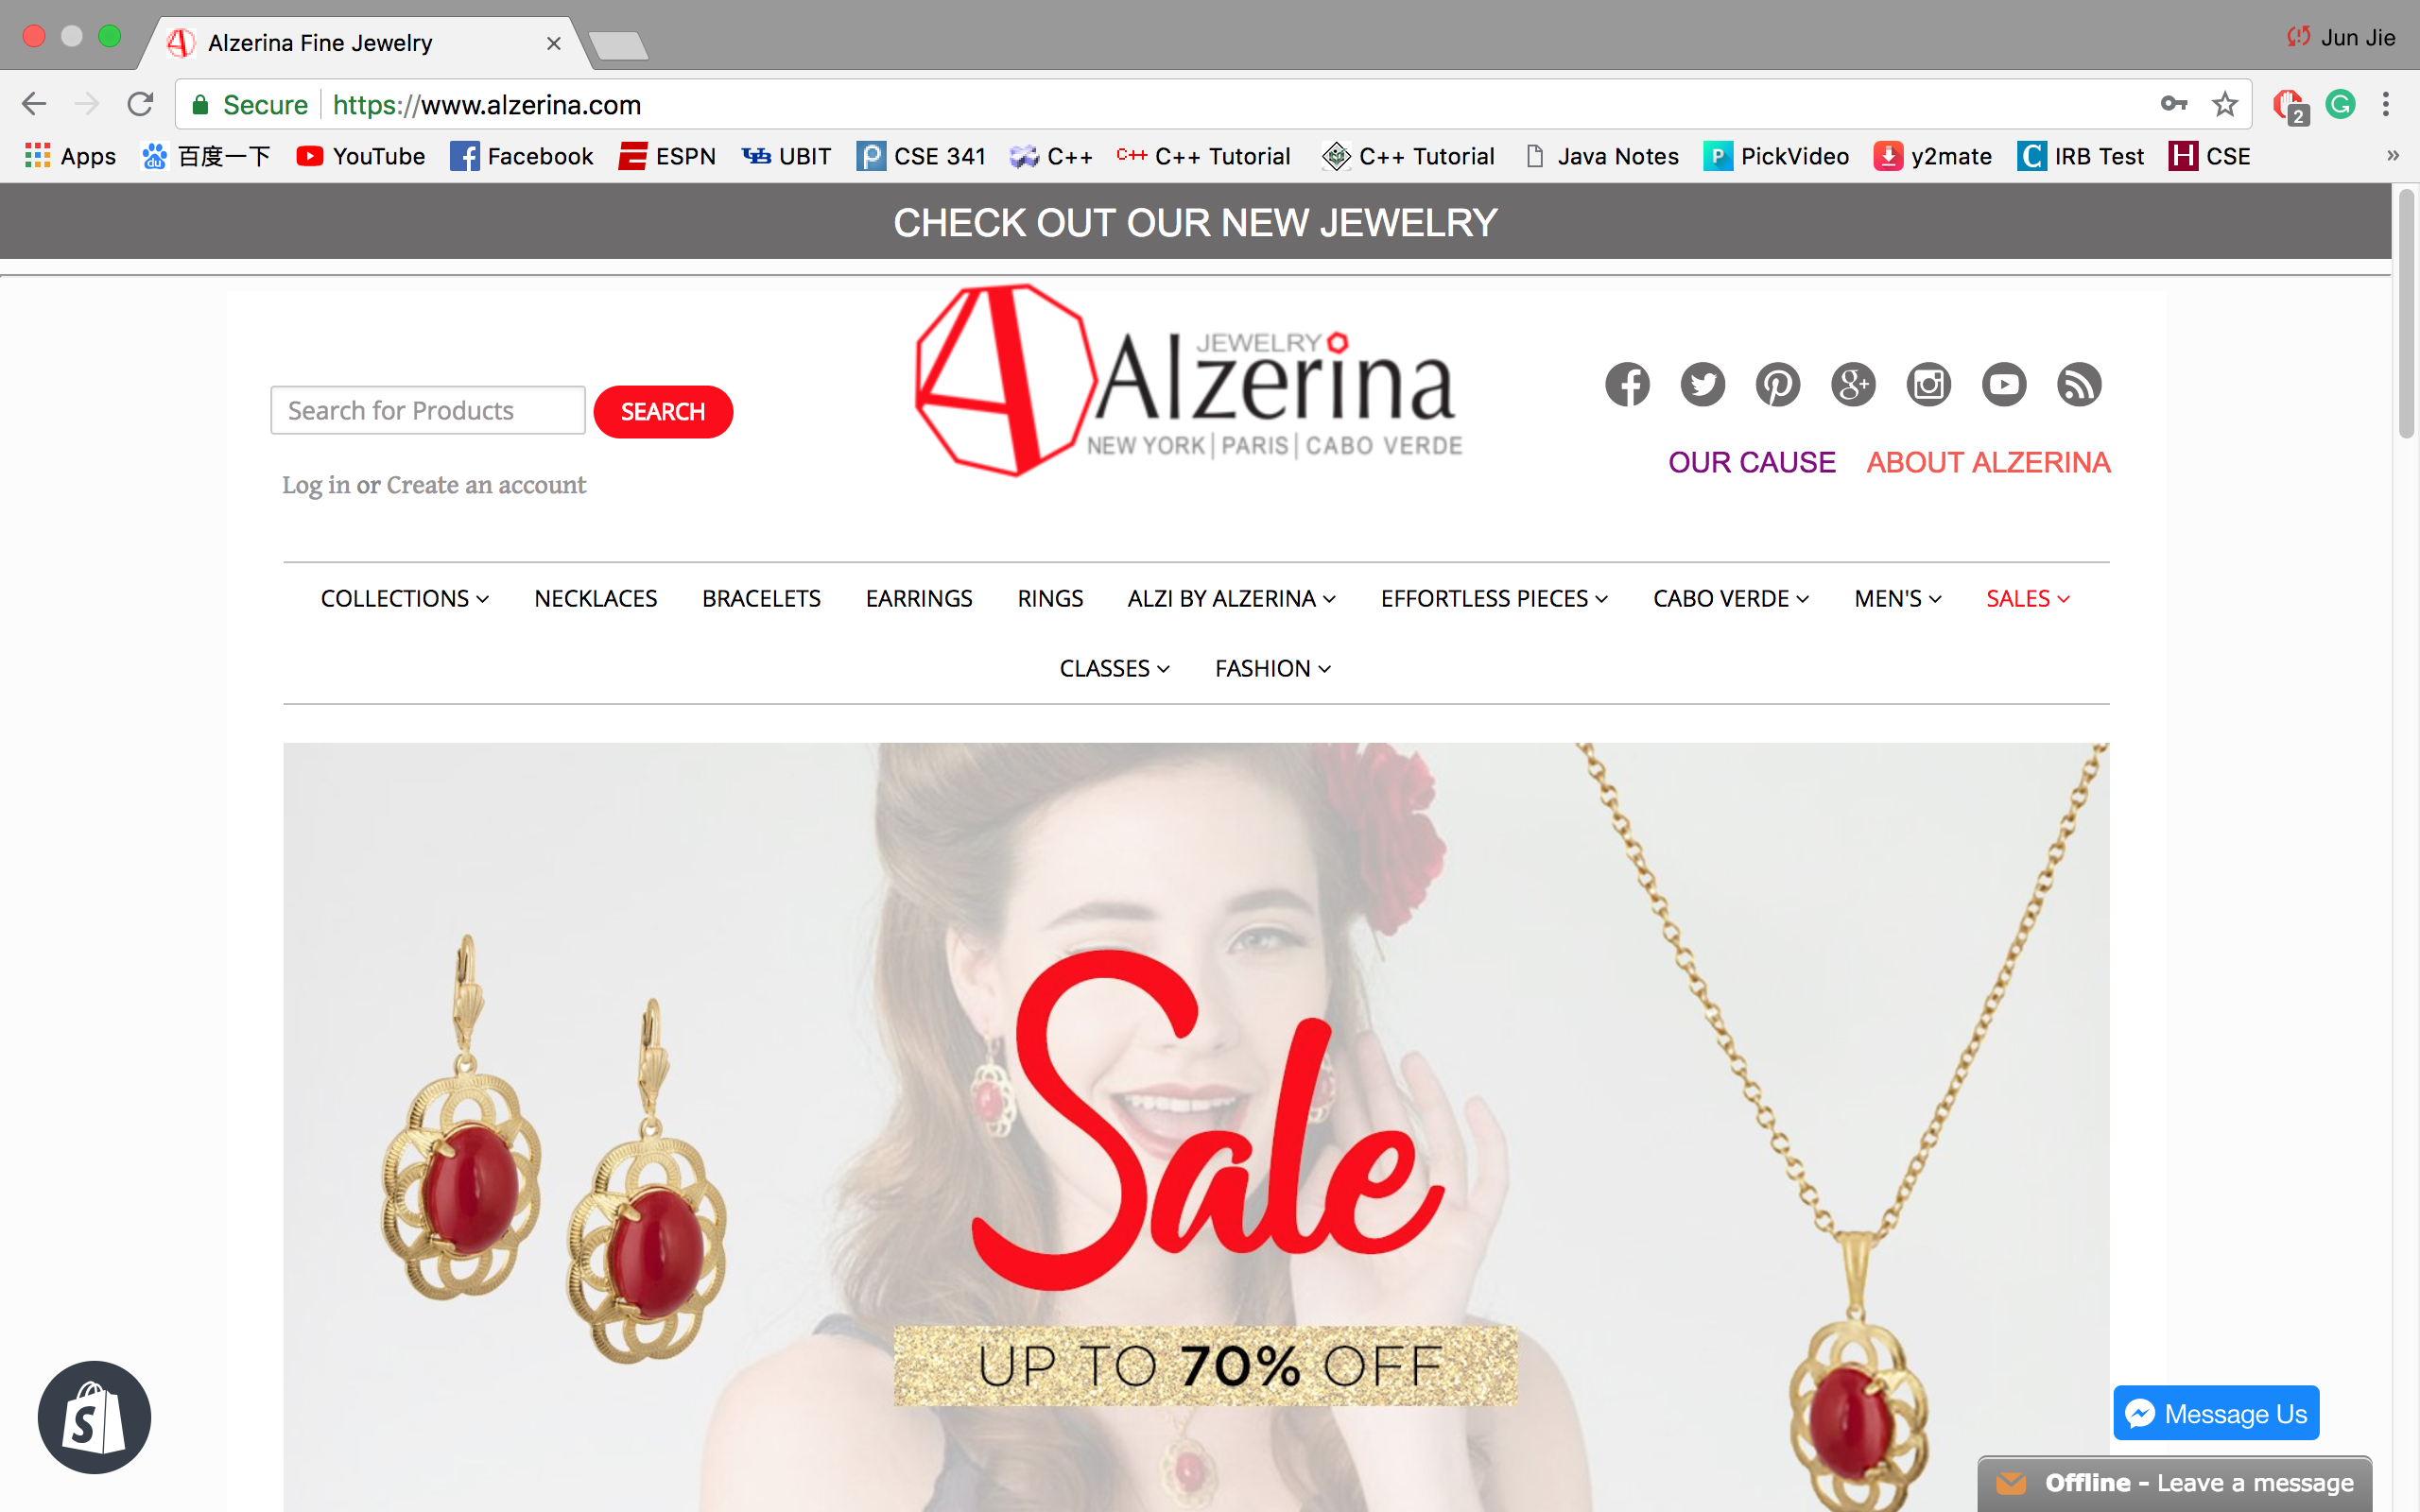 Alzerina Fine Jewelry
Jun Jie
Secure https://www.alzerina.com
2
Apps 百度一下 YouTube Facebook ESPN UBIT CSE 341 C++ C++ Tutorial C++ Tutorial Java Notes PickVideo y2mate IRB Test CSE »
CHECK OUT OUR NEW JEWELRY
JEWELRY
Alzerina
NEW YORK | PARIS | CABO VERDE
Search for Products SEARCH
Log in or Create an account
OUR CAUSE ABOUT ALZERINA
COLLECTIONS NECKLACES BRACELETS EARRINGS RINGS ALZI BY ALZERINA EFFORTLESS PIECES CABO VERDE MEN'S SALES
CLASSES FASHION
Sale
UP TO 70% OFF
Message Us
Offline - Leave a message